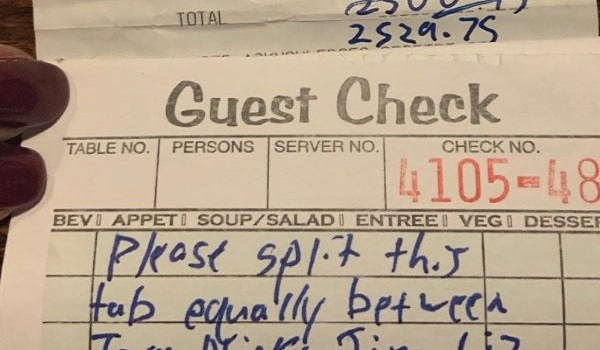 TOTAL
2529.75
Guest Check
TABLE NO. PERSONS SERVER NO. CHECK NO.
4105-48
BEV APPET SOUP/SALAD ENTREE VEG DESSER
Please split this
tab equally between